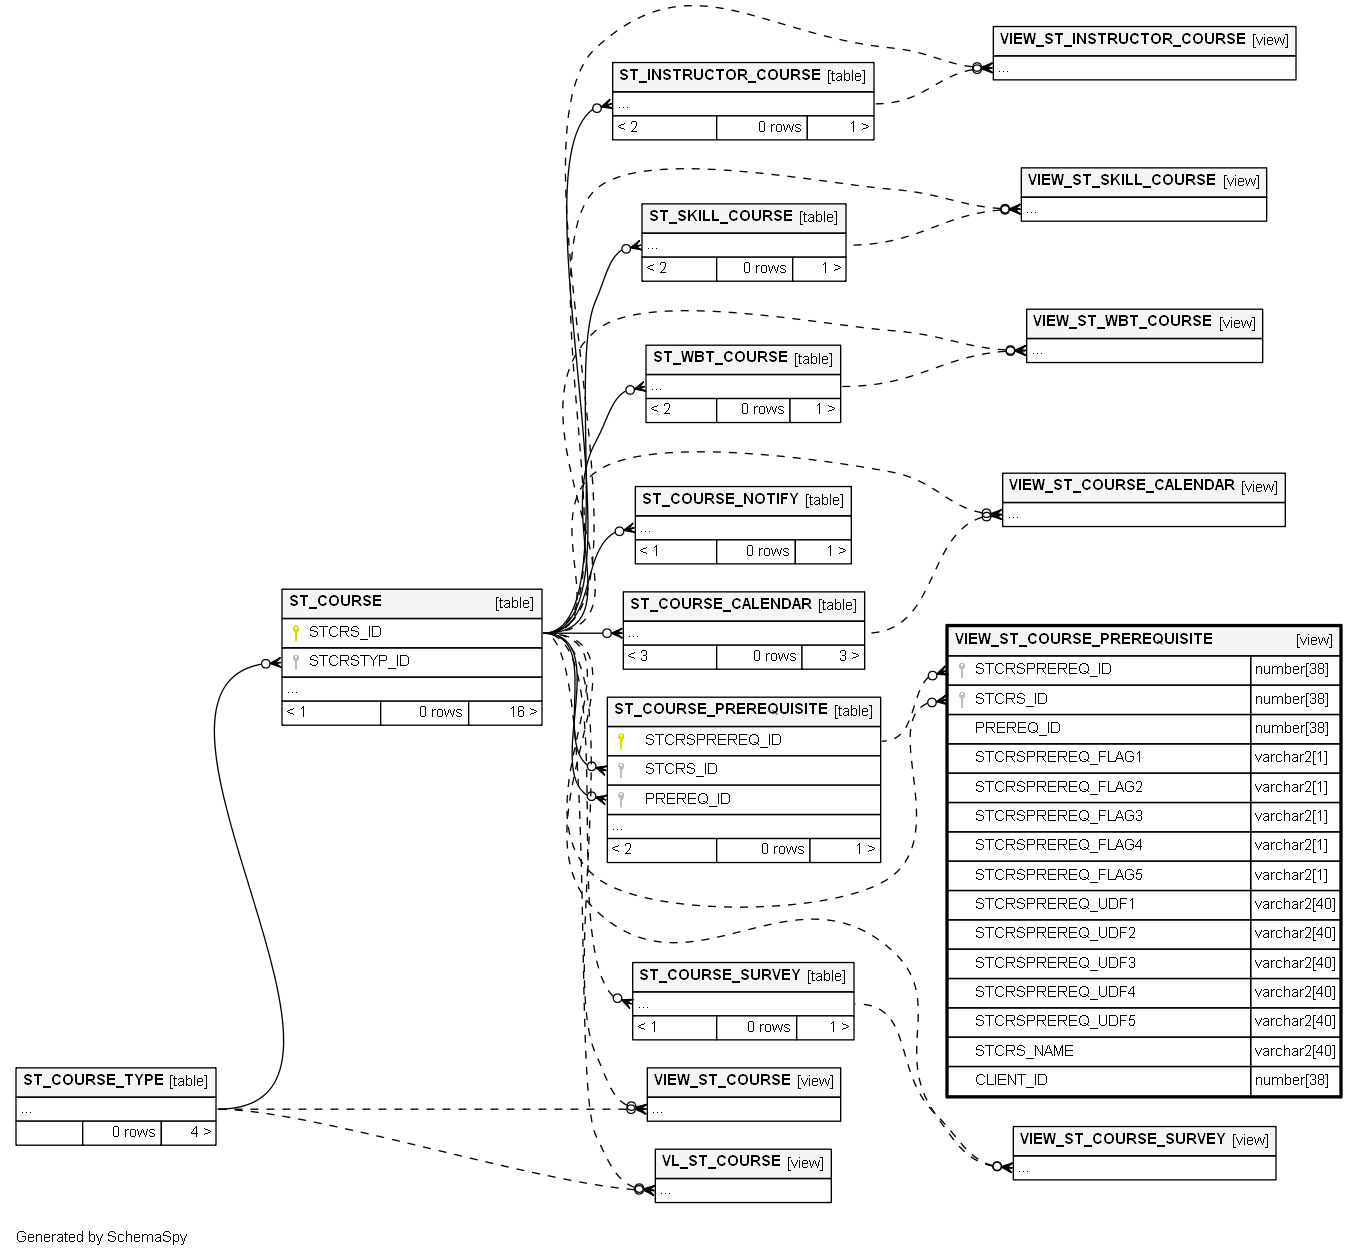 VIEW_ST_INSTRUCTOR_COURSE [view]
...
ST_INSTRUCTOR_COURSE [table]
...
< 2 0 rows 1 >
VIEW_ST_SKILL_COURSE [view]
...
ST_SKILL_COURSE [table]
...
< 2 0 rows 1 >
VIEW_ST_WBT_COURSE [view]
...
ST_WBT_COURSE [table]
...
< 2 0 rows 1 >
VIEW_ST_COURSE_CALENDAR [view]
...
ST_COURSE_NOTIFY [table]
...
< 1 0 rows 1 >
ST_COURSE [table]
STCRS_ID
STCRSTYP_ID
...
< 1 0 rows 16 >
ST_COURSE_CALENDAR [table]
...
< 3 0 rows 3 >
ST_COURSE_PREREQUISITE [table]
STCRSPREREQ_ID
STCRS_ID
PREREQ_ID
...
< 2 0 rows 1 >
VIEW_ST_COURSE_PREREQUISITE [view]
STCRSPREREQ_ID number[38]
STCRS_ID number[38]
PREREQ_ID number[38]
STCRSPREREQ_FLAG1 varchar2[1]
STCRSPREREQ_FLAG2 varchar2[1]
STCRSPREREQ_FLAG3 varchar2[1]
STCRSPREREQ_FLAG4 varchar2[1]
STCRSPREREQ_FLAG5 varchar2[1]
STCRSPREREQ_UDF1 varchar2[40]
STCRSPREREQ_UDF2 varchar2[40]
STCRSPREREQ_UDF3 varchar2[40]
STCRSPREREQ_UDF4 varchar2[40]
STCRSPREREQ_UDF5 varchar2[40]
STCRS_NAME varchar2[40]
CLIENT_ID number[38]
ST_COURSE_SURVEY [table]
...
< 1 0 rows 1 >
ST_COURSE_TYPE [table]
...
0 rows 4 >
VIEW_ST_COURSE [view]
...
VL_ST_COURSE [view]
...
VIEW_ST_COURSE_SURVEY [view]
...
Generated by SchemaSpy